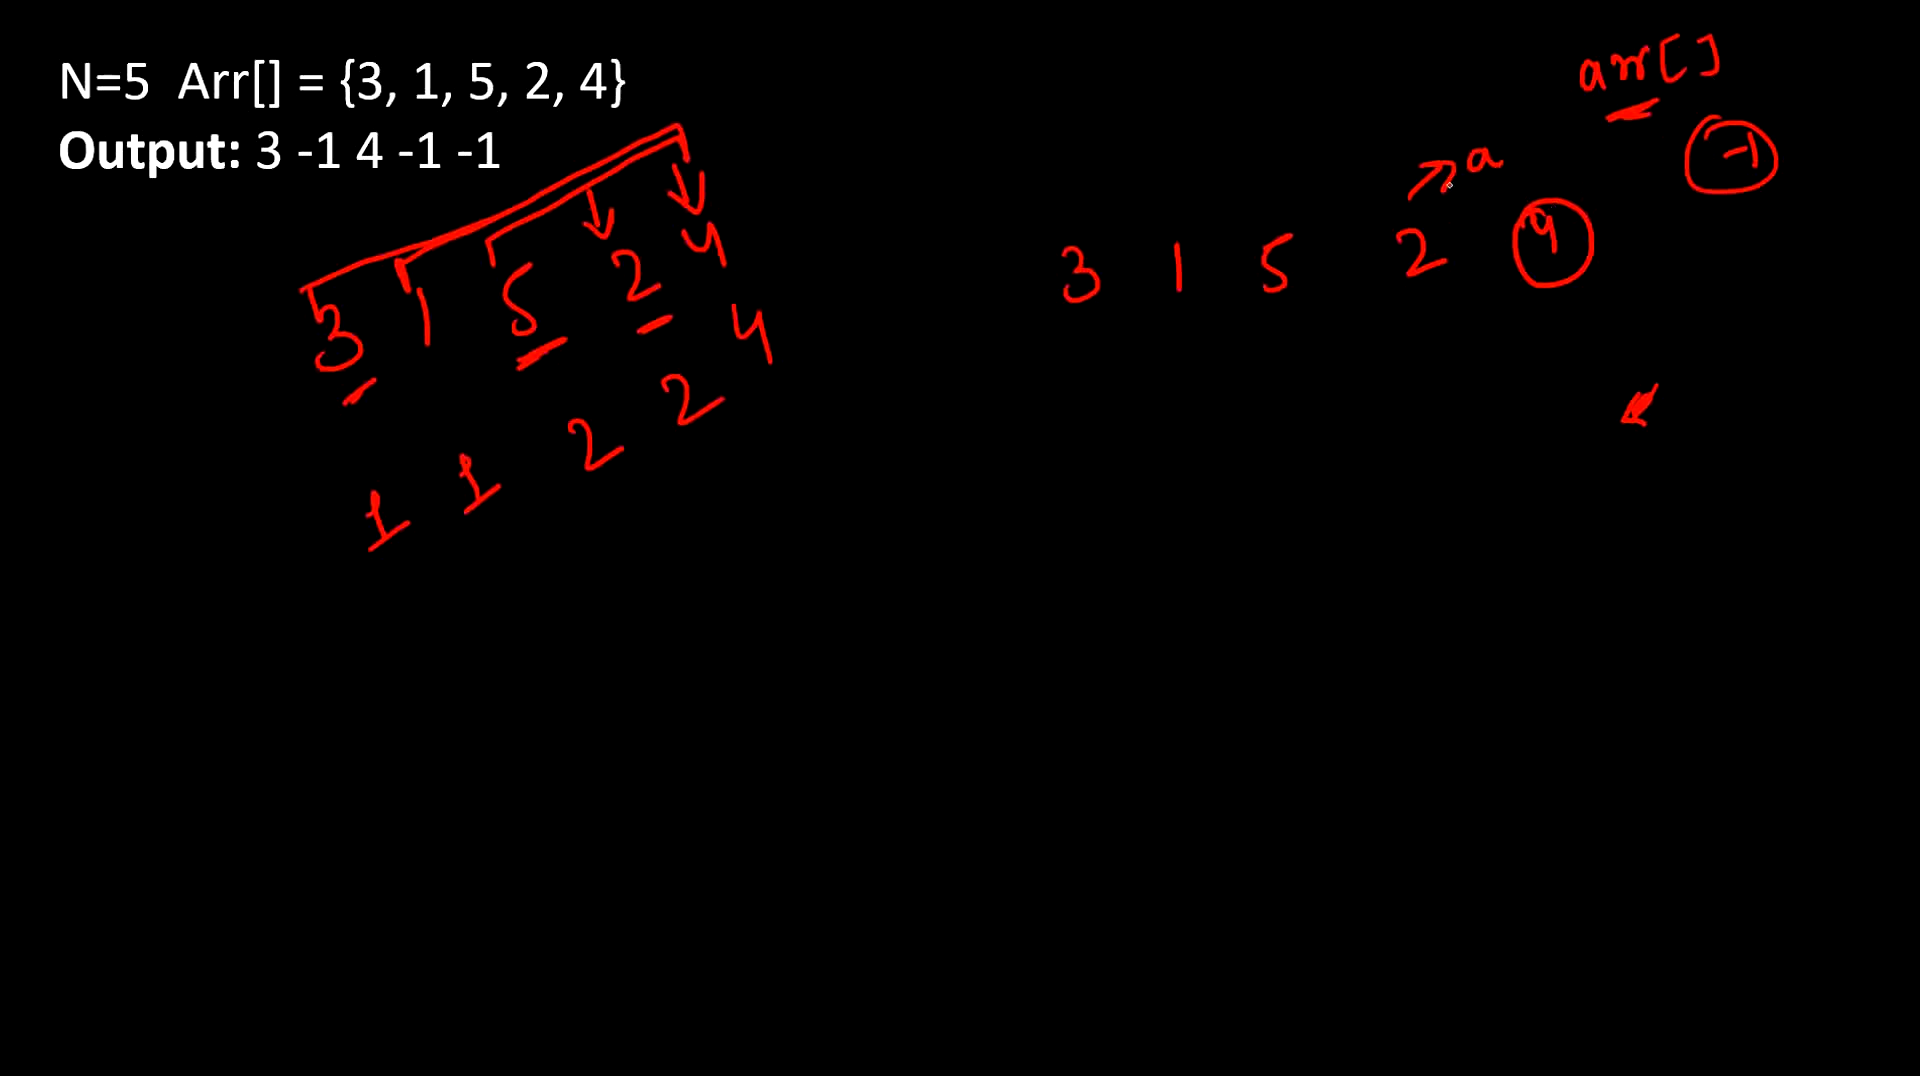 N=5 Arr[] = {3, 1, 5, 2, 4}
Output: 3 -1 4 -1 -1
arr[]
-1
a
3 1 5 2 4
3 1 5 2 4
4
1 1 2 2